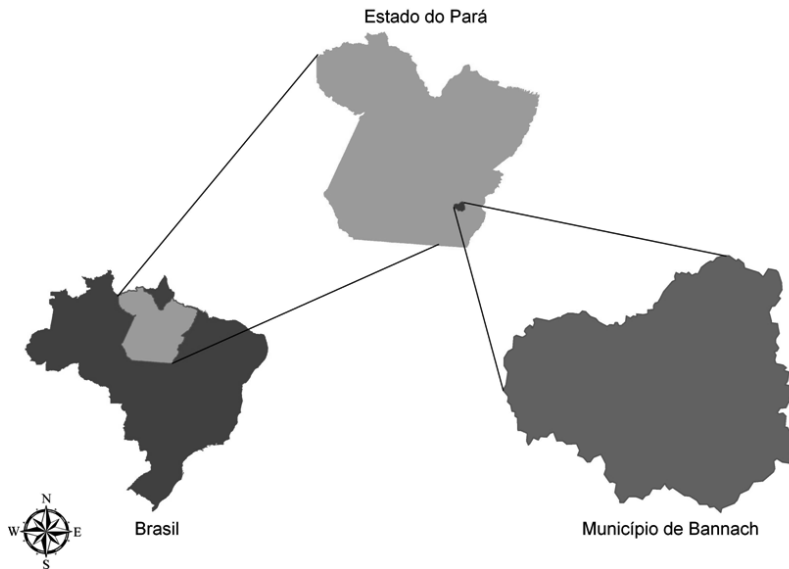 Estado do Pará
N
W E
S
Brasil
Município de Bannach